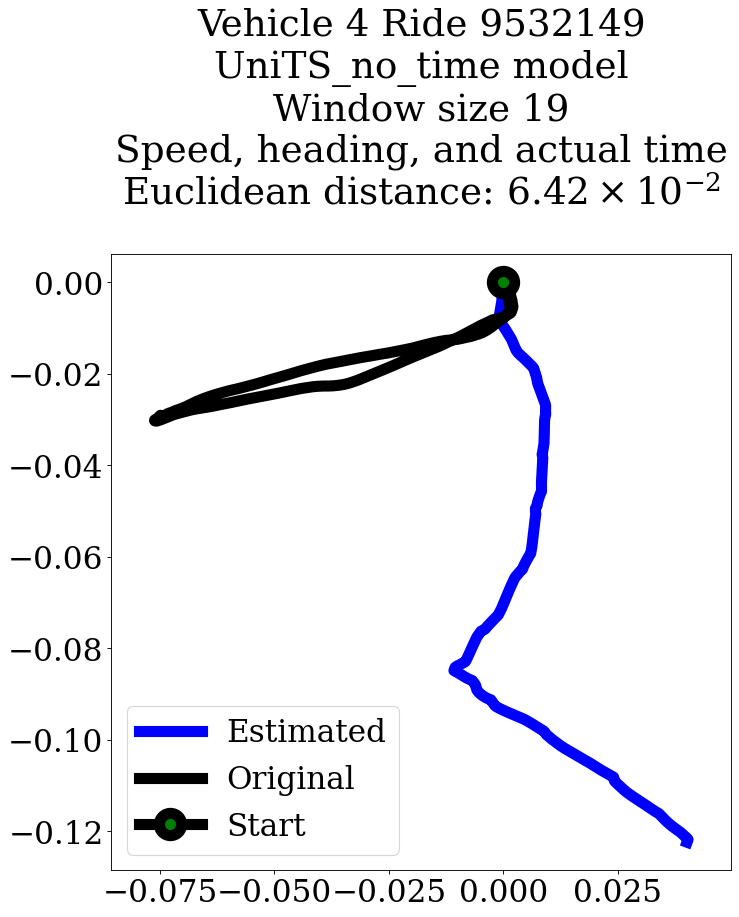 Vehicle 4 Ride 9532149
UniTS_no_time model
Window size 19
Speed, heading, and actual time
Euclidean distance: 6.42 × 10⁻²
0.00
−0.02
−0.04
−0.06
−0.08
−0.10
−0.12
Estimated
Original
Start
−0.075 −0.050 −0.025 0.000 0.025